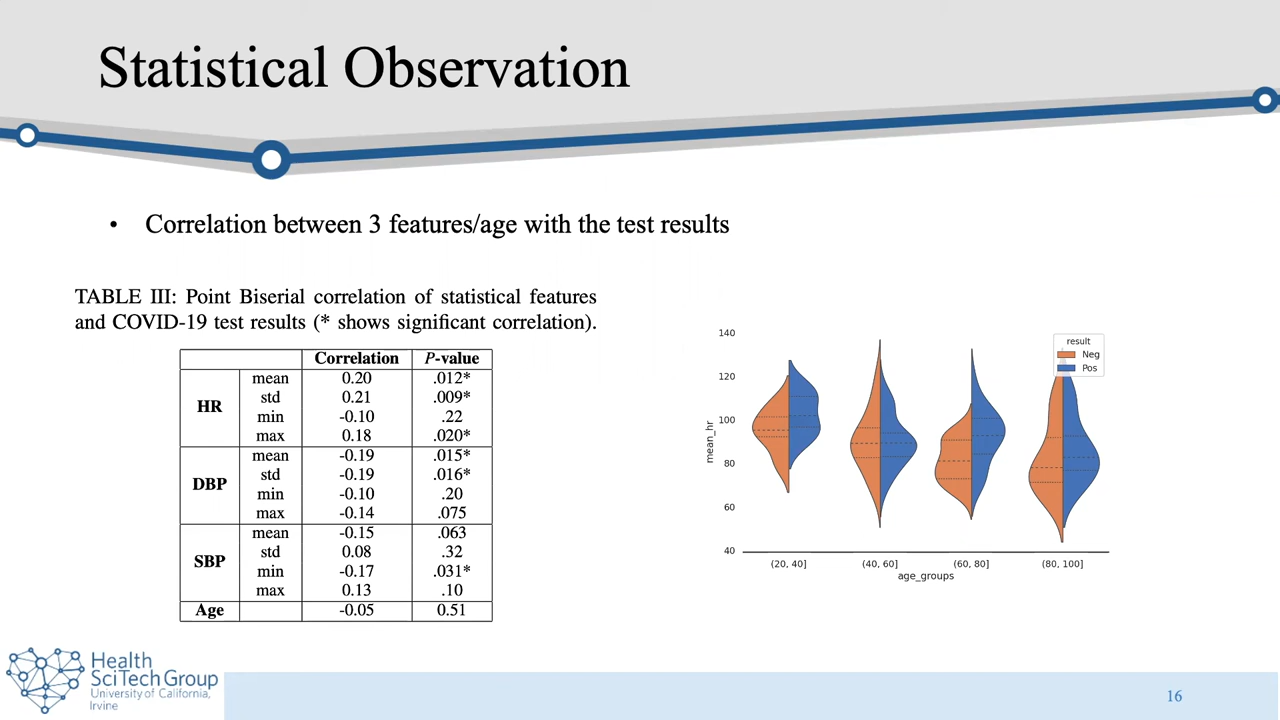 Statistical Observation
• Correlation between 3 features/age with the test results
TABLE III: Point Biserial correlation of statistical features
and COVID-19 test results (* shows significant correlation).
Correlation P-value
HR mean 0.20 .012*
std 0.21 .009*
min -0.10 .22
max 0.18 .020*
DBP mean -0.19 .015*
std -0.19 .016*
min -0.10 .20
max -0.14 .075
SBP mean -0.15 .063
std 0.08 .32
min -0.17 .031*
max 0.13 .10
Age -0.05 0.51
140
120
100
80
60
40
mean_hr
result
Neg
Pos
(20, 40] (40, 60] (60, 80] (80, 100]
age_groups
Health
SciTech Group
University of California,
Irvine
16